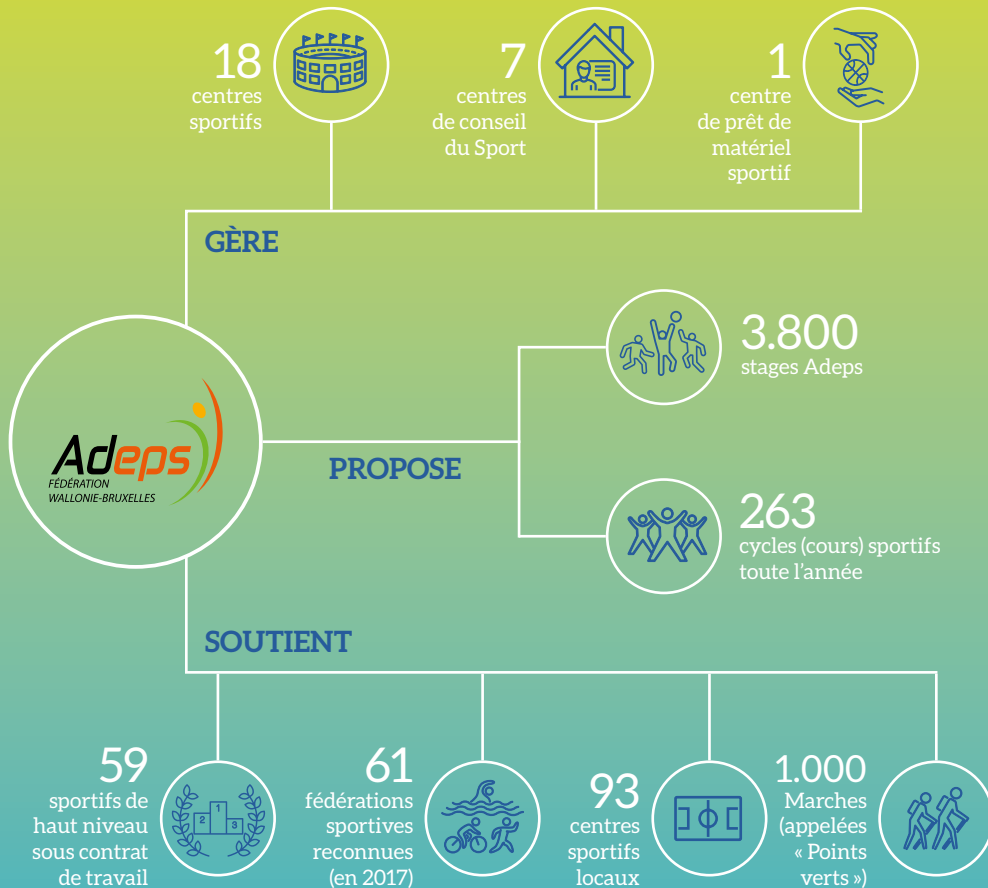 18
centres
sportifs
7
centres
de conseil
du Sport
1
centre
de prêt de
matériel
sportif
GÈRE
Adeps
FÉDÉRATION
WALLONIE-BRUXELLES
PROPOSE
3.800
stages Adeps
263
cycles (cours) sportifs
toute l’année
SOUTIENT
59
sportifs de
haut niveau
sous contrat
de travail
1
2
3
61
fédérations
sportives
reconnues
(en 2017)
93
centres
sportifs
locaux
1.000
Marches
(appelées
« Points
verts »)